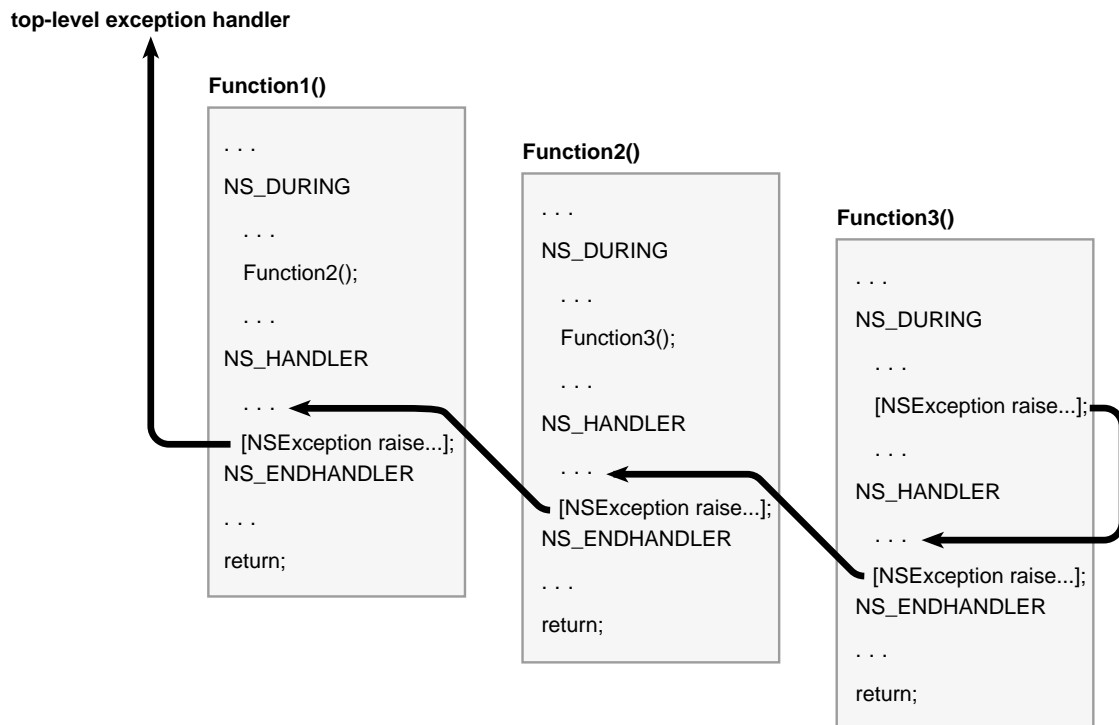 top-level exception handler
Function1()
. . .
NS_DURING
. . .
Function2();
. . .
NS_HANDLER
. . .
[NSException raise...];
NS_ENDHANDLER
. . .
return;
Function2()
. . .
NS_DURING
. . .
Function3();
. . .
NS_HANDLER
. . .
[NSException raise...];
NS_ENDHANDLER
. . .
return;
Function3()
. . .
NS_DURING
. . .
[NSException raise...];
. . .
NS_HANDLER
. . .
[NSException raise...];
NS_ENDHANDLER
. . .
return;